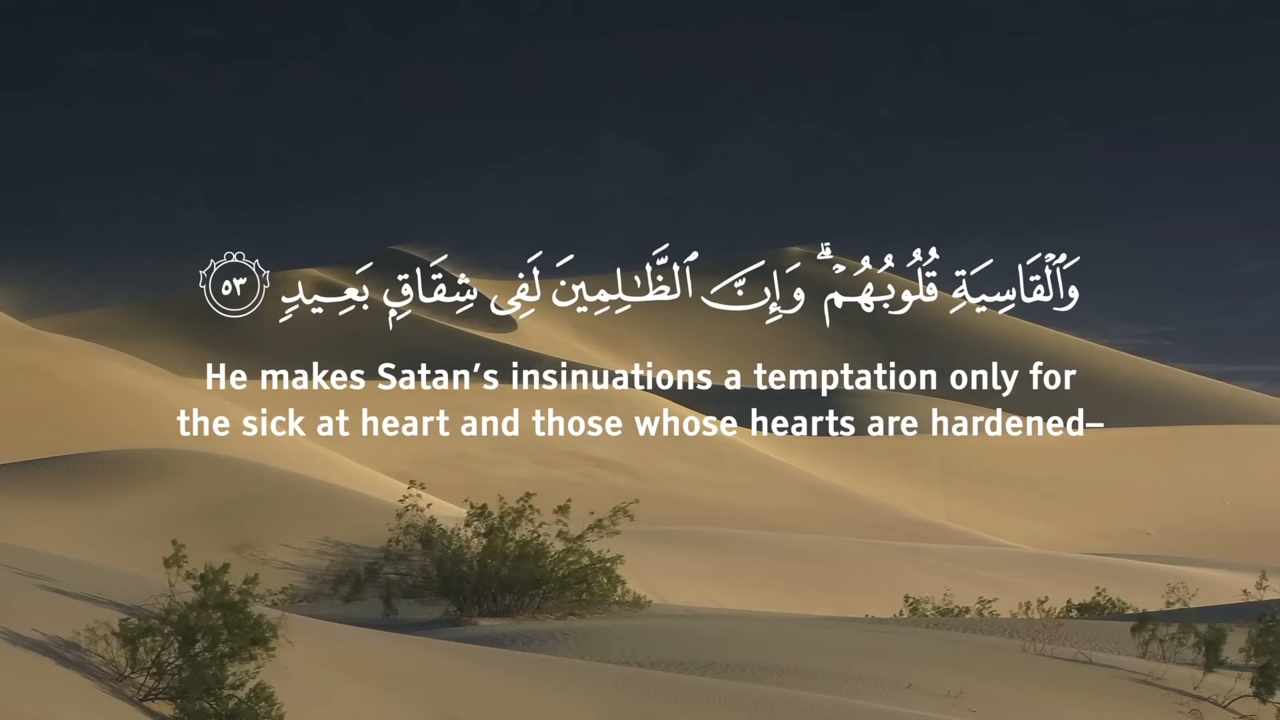 وَٱلْقَاسِيَةِ قُلُوبُهُمْ ۗ وَإِنَّ ٱلظَّـٰلِمِينَ لَفِى شِقَاقٍۭ بَعِيدٍ ٥٣
He makes Satan’s insinuations a temptation only for
the sick at heart and those whose hearts are hardened–